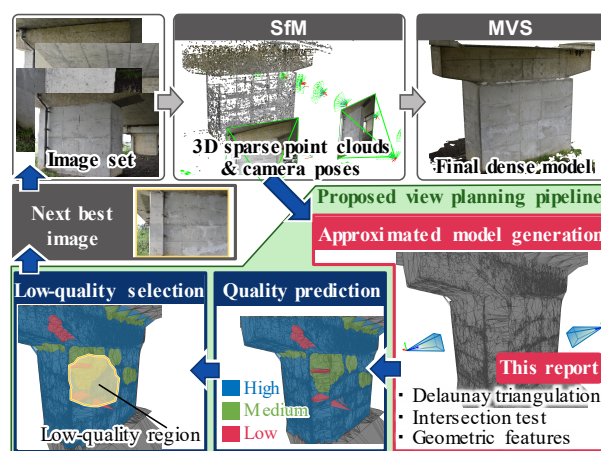 SfM
MVS
Image set
3D sparse point clouds
& camera poses
Final dense model
Next best
image
Proposed view planning pipeline
Approximated model generation
Low-quality selection
Quality prediction
This report
High
Medium
Low
Low-quality region
· Delaunay triangulation
· Intersection test
· Geometric features